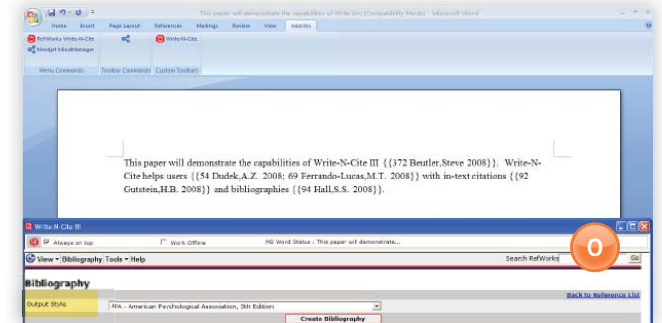 This paper will demonstrate the capabilities of Write doc [Compatibility Mode] - Microsoft Word
Home Insert Page Layout References Mailings Review View Add-Ins
RefWorks Write-N-Cite Write-N-Cite
Mindjet MindManager
Menu Commands Toolbar Commands Custom Toolbars
This paper will demonstrate the capabilities of Write-N-Cite III {{372 Beutler,Steve 2008}}. Write-N-
Cite helps users {{54 Dudek,A.Z. 2008; 69 Ferrando-Lucas,M.T. 2008}} with in-text citations {{92
Gutstein,H.B. 2008}} and bibliographies {{94 Hall,S.S. 2008}}.
Write-N-Cite III
Always on top Work Offline MS Word Status : This paper will demonstrate...
View Bibliography Tools Help Search RefWorks Go
O
Bibliography
Back to Reference List
Output Style APA - American Psychological Association, 5th Edition
Create Bibliography